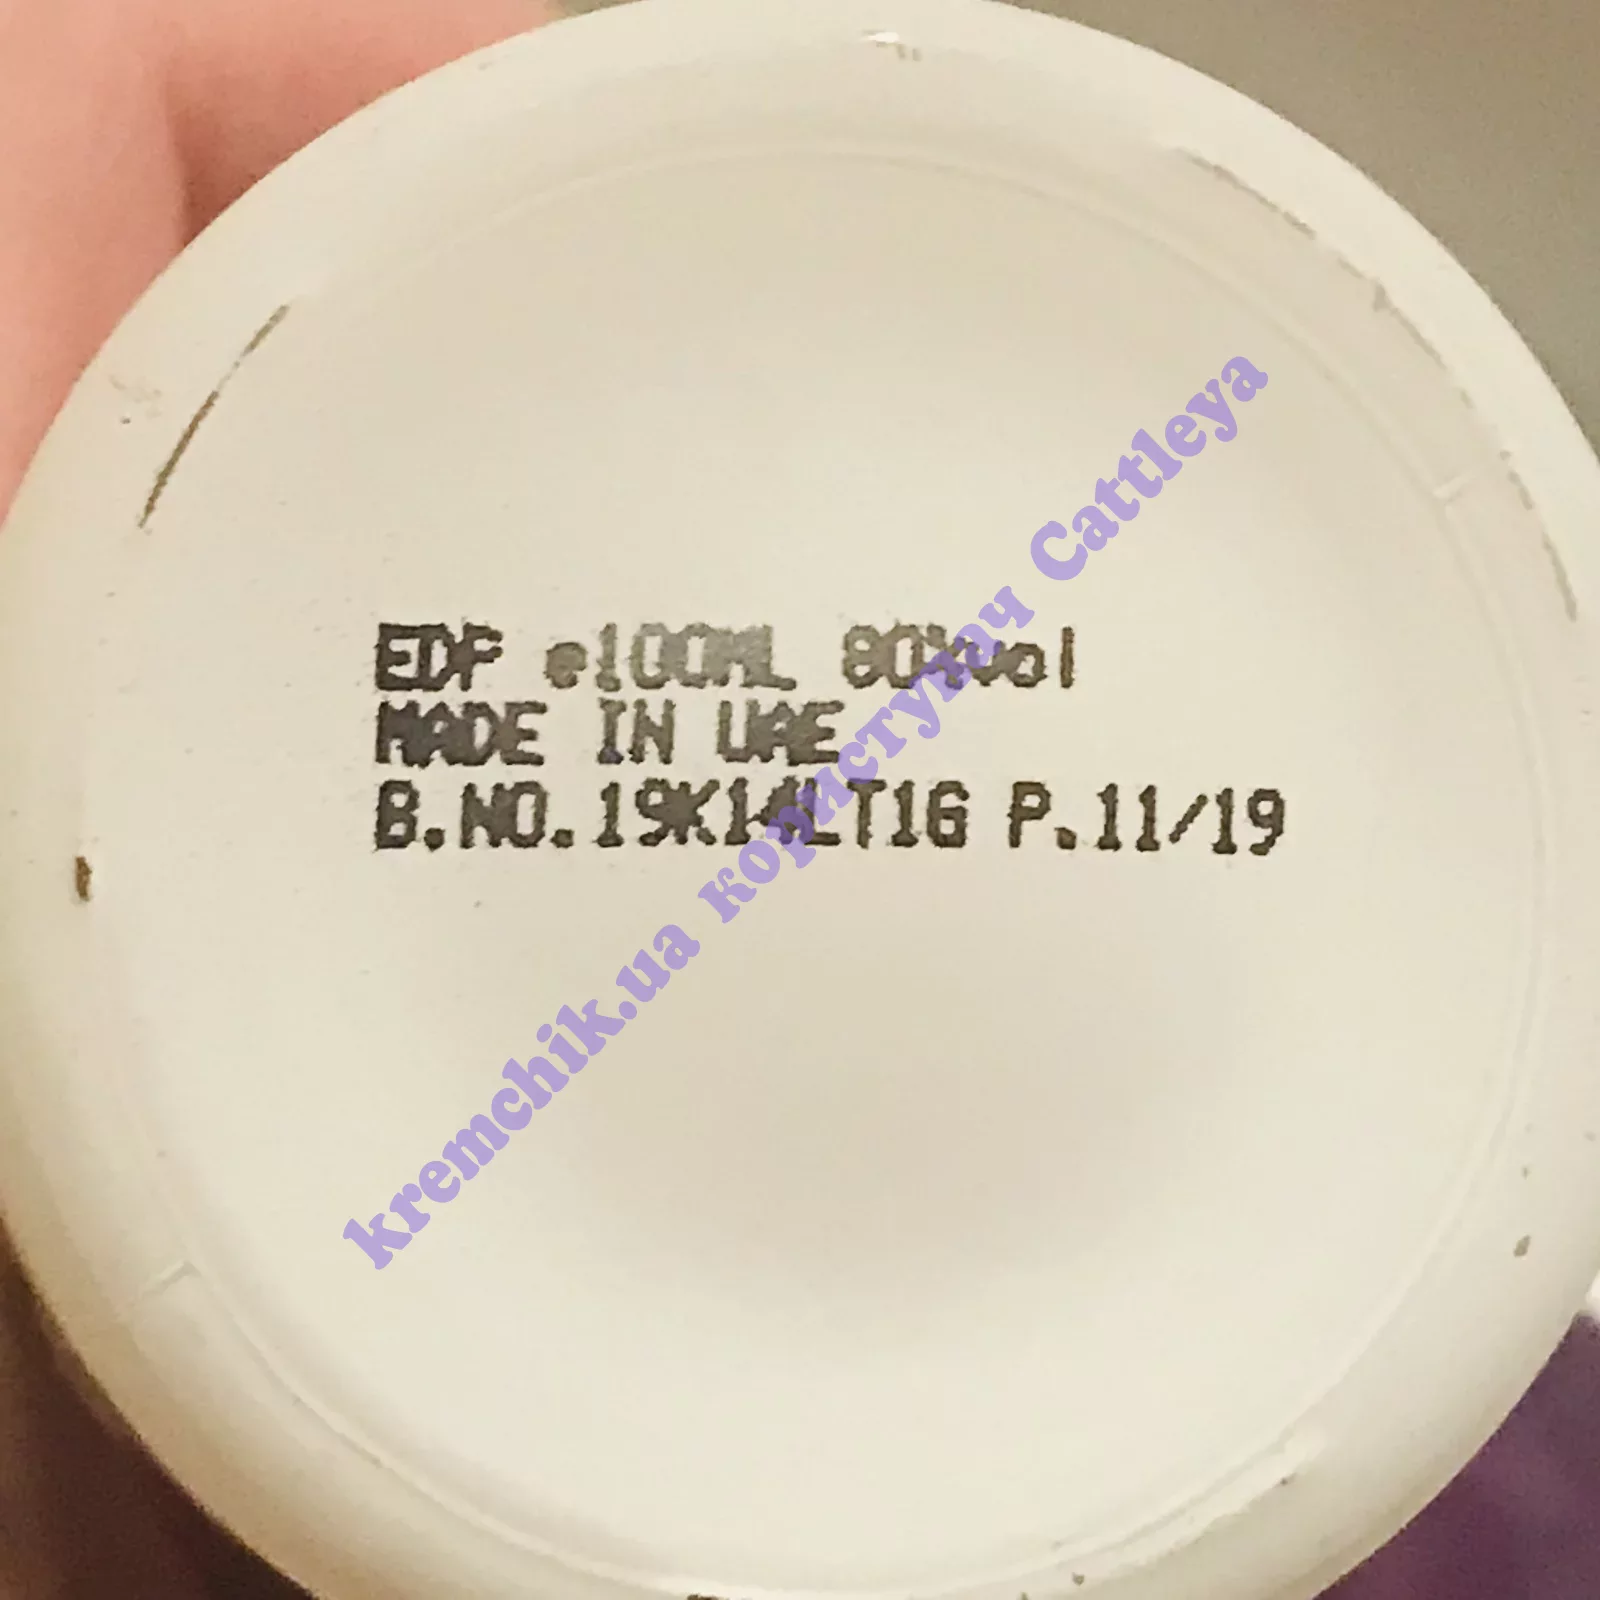 EDP e100ML 80%vol
MADE IN UAE
B.NO.19K14LT16 P.11/19
kremchik.ua користувач Cattleya